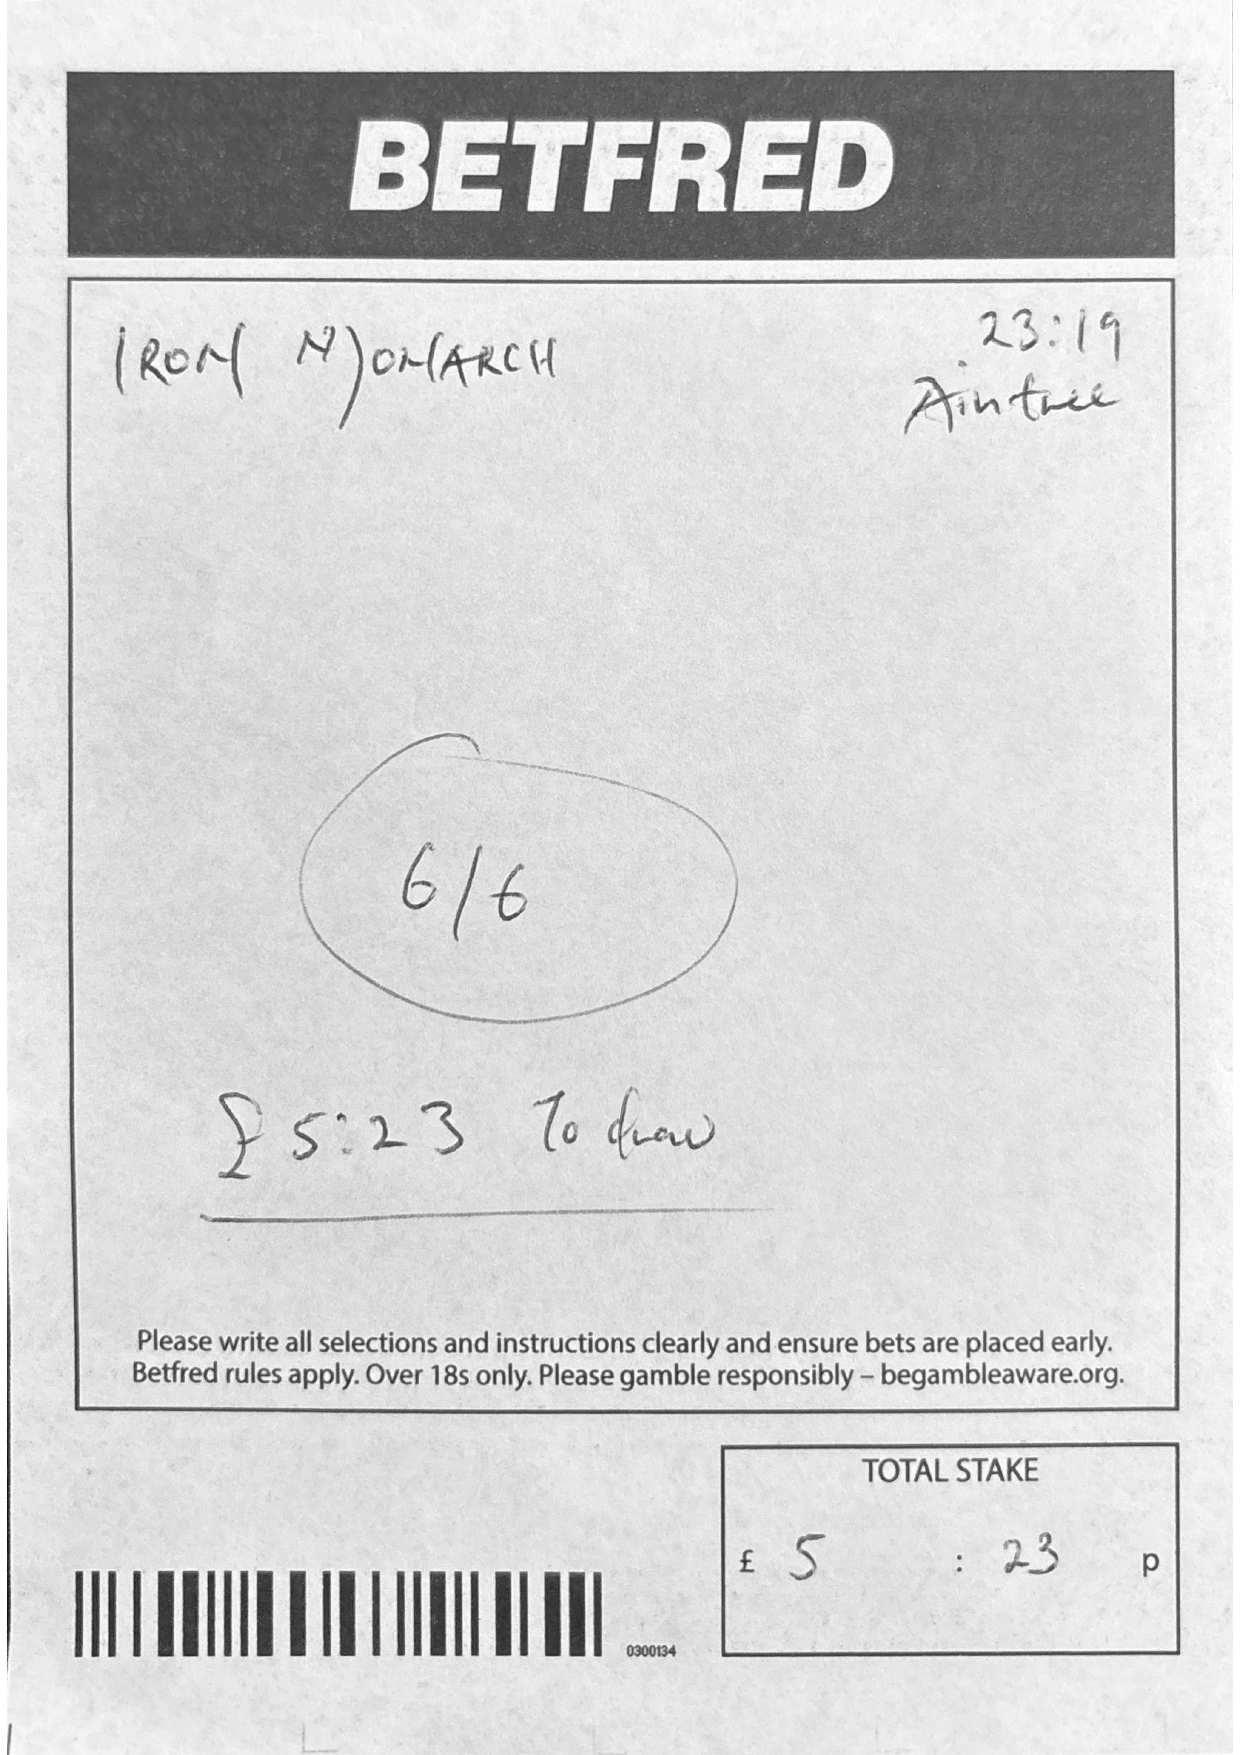 BETFRED
IRON MONARCH
23:19
Aintree
6/6
£5:23 To draw
Please write all selections and instructions clearly and ensure bets are placed early.
Betfred rules apply. Over 18s only. Please gamble responsibly – begambleaware.org.
TOTAL STAKE
£ 5 : 23 p
0300134